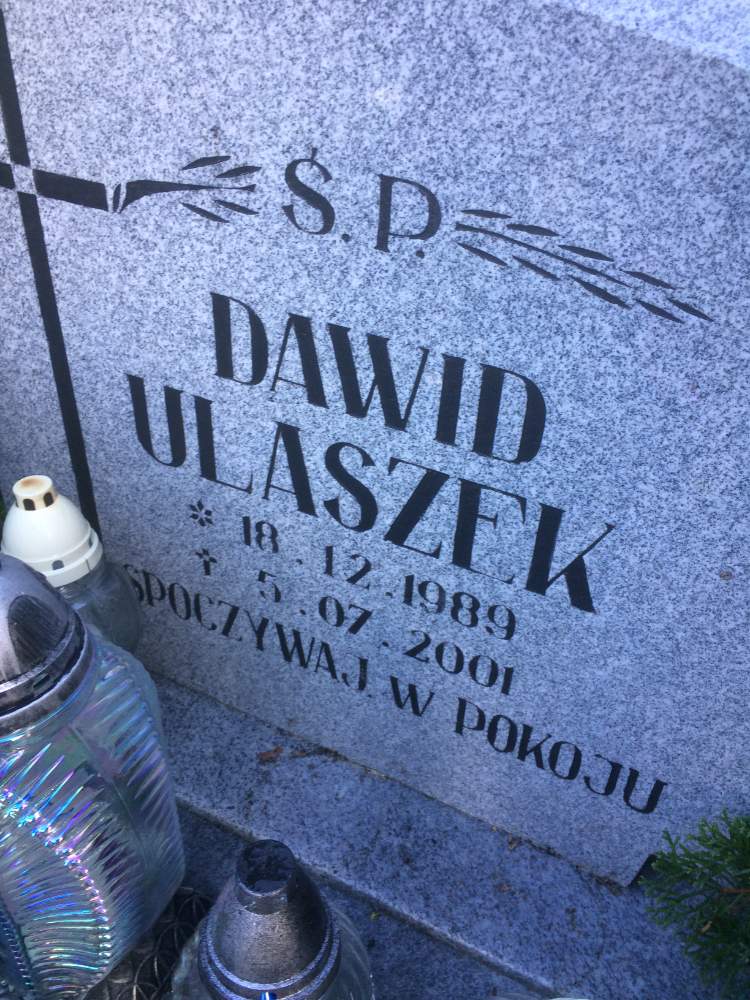 Ś.P.
DAWID
ULASZEK
* 18.12.1989
† 5.07.2001
SPOCZYWAJ W POKOJU